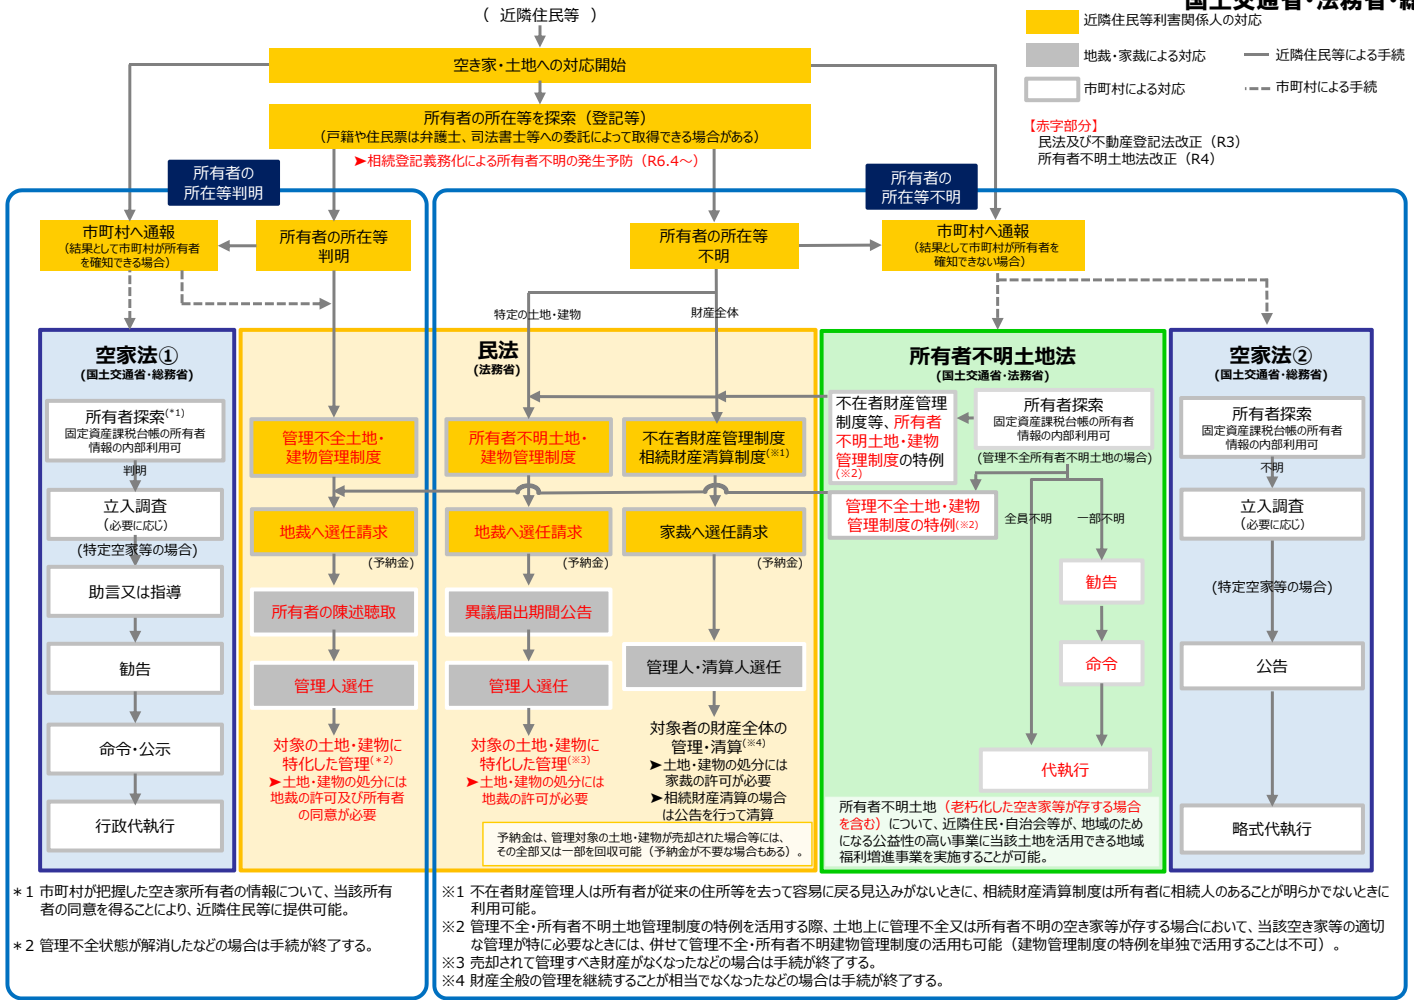 国土交通省・法務省・総
（ 近隣住民等 ）
近隣住民等利害関係人の対応
地裁・家裁による対応
近隣住民等による手続
市町村による対応
市町村による手続
【赤字部分】
民法及び不動産登記法改正（R3）
所有者不明土地法改正（R4）
空き家・土地への対応開始
所有者の所在等を探索（登記等）
（戸籍や住民票は弁護士、司法書士等への委託によって取得できる場合がある）
➤相続登記義務化による所有者不明の発生予防（R6.4～）
所有者の
所在等判明
所有者の
所在等不明
市町村へ通報
（結果として市町村が所有者
を確知できる場合）
所有者の所在等
判明
所有者の所在等
不明
市町村へ通報
（結果として市町村が所有者を
確知できない場合）
特定の土地・建物
財産全体
空家法①
(国土交通省・総務省)
所有者探索(*1)
固定資産課税台帳の所有者
情報の内部利用可
判明
立入調査
（必要に応じ）
(特定空家等の場合)
助言又は指導
勧告
命令・公示
行政代執行
民法
(法務省)
管理不全土地・
建物管理制度
地裁へ選任請求
(予納金)
所有者の陳述聴取
管理人選任
対象の土地・建物に
特化した管理(*2)
➤土地・建物の処分には
地裁の許可及び所有者
の同意が必要
所有者不明土地・
建物管理制度
地裁へ選任請求
(予納金)
異議届出期間公告
管理人選任
対象の土地・建物に
特化した管理(※3)
➤土地・建物の処分には
地裁の許可が必要
不在者財産管理制度
相続財産清算制度(※1)
家裁へ選任請求
(予納金)
管理人・清算人選任
対象者の財産全体の
管理・清算(※4)
➤土地・建物の処分には
家裁の許可が必要
➤相続財産清算の場合
は公告を行って清算
予納金は、管理対象の土地・建物が売却された場合等には、
その全部又は一部を回収可能（予納金が不要な場合もある）。
所有者不明土地法
(国土交通省・法務省)
不在者財産管理
制度等、所有者
不明土地・建物
管理制度の特例
(※2)
所有者探索
固定資産課税台帳の所有者
情報の内部利用可
(管理不全所有者不明土地の場合)
管理不全土地・建物
管理制度の特例(※2)
全員不明
一部不明
勧告
命令
代執行
所有者不明土地（老朽化した空き家等が存する場合
を含む）について、近隣住民・自治会等が、地域のため
になる公益性の高い事業に当該土地を活用できる地域
福利増進事業を実施することが可能。
空家法②
(国土交通省・総務省)
所有者探索
固定資産課税台帳の所有者
情報の内部利用可
不明
立入調査
（必要に応じ）
(特定空家等の場合)
公告
略式代執行
＊1 市町村が把握した空き家所有者の情報について、当該所有
者の同意を得ることにより、近隣住民等に提供可能。
＊2 管理不全状態が解消したなどの場合は手続が終了する。
※1 不在者財産管理人は所有者が従来の住所等を去って容易に戻る見込みがないときに、相続財産清算制度は所有者に相続人のあることが明らかでないときに
利用可能。
※2 管理不全・所有者不明土地管理制度の特例を活用する際、土地上に管理不全又は所有者不明の空き家等が存する場合において、当該空き家等の適切
な管理が特に必要なときには、併せて管理不全・所有者不明建物管理制度の活用も可能（建物管理制度の特例を単独で活用することは不可）。
※3 売却されて管理すべき財産がなくなったなどの場合は手続が終了する。
※4 財産全般の管理を継続することが相当でなくなったなどの場合は手続が終了する。